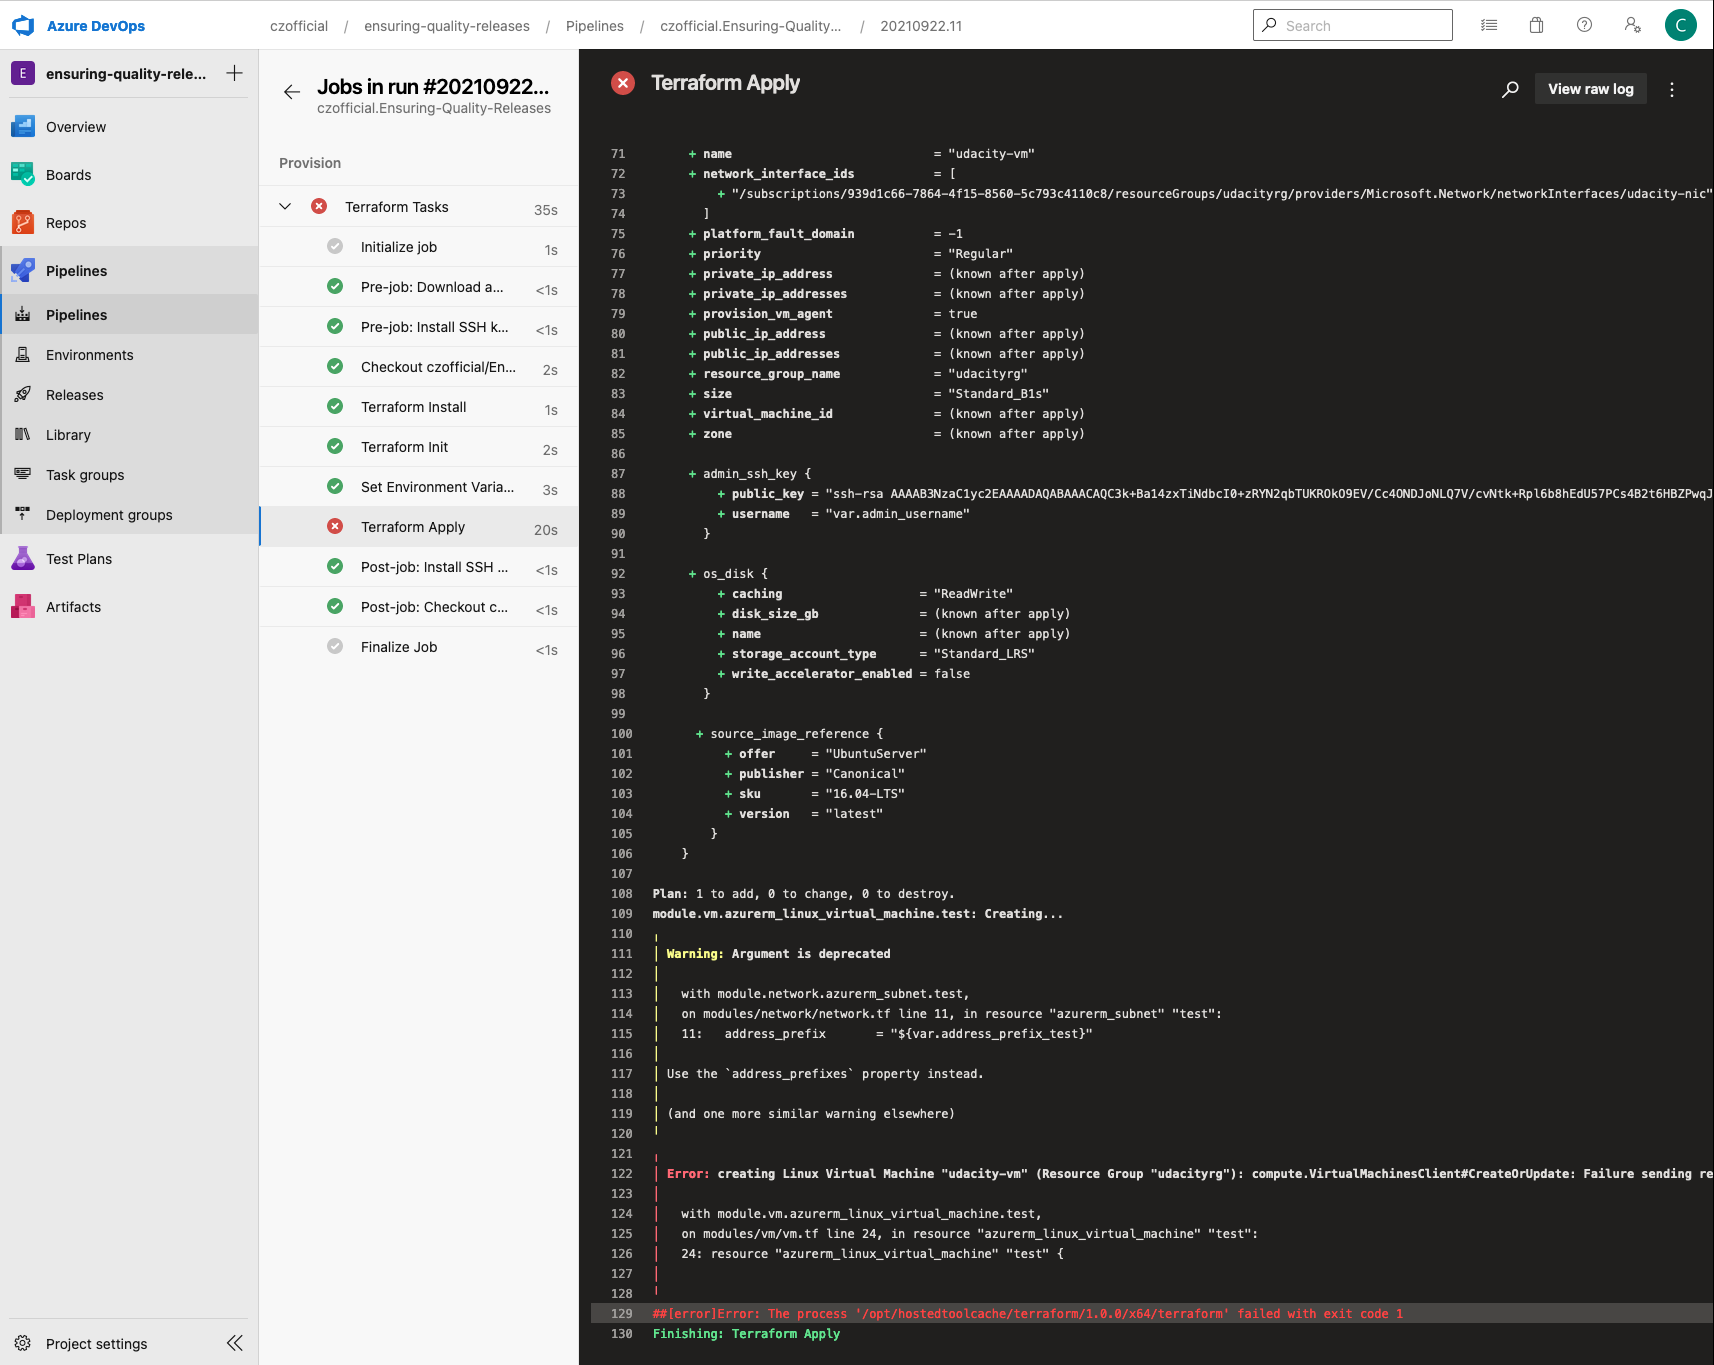 Azure DevOps
czofficial / ensuring-quality-releases / Pipelines / czofficial.Ensuring-Quality... / 20210922.11
Search
C
E ensuring-quality-rele...
Overview
Boards
Repos
Pipelines
Pipelines
Environments
Releases
Library
Task groups
Deployment groups
Test Plans
Artifacts
Project settings
Jobs in run #20210922...
czofficial.Ensuring-Quality-Releases
Provision
Terraform Tasks 35s
Initialize job 1s
Pre-job: Download a... <1s
Pre-job: Install SSH k... <1s
Checkout czofficial/En... 2s
Terraform Install 1s
Terraform Init 2s
Set Environment Varia... 3s
Terraform Apply 20s
Post-job: Install SSH ... <1s
Post-job: Checkout c... <1s
Finalize Job <1s
Terraform Apply
View raw log
71 + name = "udacity-vm"
72 + network_interface_ids = [
73 + "/subscriptions/939d1c66-7864-4f15-8560-5c793c4110c8/resourceGroups/udacityrg/providers/Microsoft.Network/networkInterfaces/udacity-nic"
74 ]
75 + platform_fault_domain = -1
76 + priority = "Regular"
77 + private_ip_address = (known after apply)
78 + private_ip_addresses = (known after apply)
79 + provision_vm_agent = true
80 + public_ip_address = (known after apply)
81 + public_ip_addresses = (known after apply)
82 + resource_group_name = "udacityrg"
83 + size = "Standard_B1s"
84 + virtual_machine_id = (known after apply)
85 + zone = (known after apply)
86
87 + admin_ssh_key {
88 + public_key = "ssh-rsa AAAAB3NzaC1yc2EAAAADAQABAAACAQC3k+Ba14zxTiNdbcI0+zRYN2qbTUKROkO9EV/Cc4ONDJoNLQ7V/cvNtk+Rpl6b8hEdU57PCs4B2t6HBZPwqJ
89 + username = "var.admin_username"
90 }
91
92 + os_disk {
93 + caching = "ReadWrite"
94 + disk_size_gb = (known after apply)
95 + name = (known after apply)
96 + storage_account_type = "Standard_LRS"
97 + write_accelerator_enabled = false
98 }
99
100 + source_image_reference {
101 + offer = "UbuntuServer"
102 + publisher = "Canonical"
103 + sku = "16.04-LTS"
104 + version = "latest"
105 }
106 }
107
108 Plan: 1 to add, 0 to change, 0 to destroy.
109 module.vm.azurerm_linux_virtual_machine.test: Creating...
110
111 Warning: Argument is deprecated
112
113 with module.network.azurerm_subnet.test,
114 on modules/network/network.tf line 11, in resource "azurerm_subnet" "test":
115 11: address_prefix = "${var.address_prefix_test}"
116
117 Use the `address_prefixes` property instead.
118
119 (and one more similar warning elsewhere)
120
121
122 Error: creating Linux Virtual Machine "udacity-vm" (Resource Group "udacityrg"): compute.VirtualMachinesClient#CreateOrUpdate: Failure sending re
123
124 with module.vm.azurerm_linux_virtual_machine.test,
125 on modules/vm/vm.tf line 24, in resource "azurerm_linux_virtual_machine" "test":
126 24: resource "azurerm_linux_virtual_machine" "test" {
127
128
129 ##[error]Error: The process '/opt/hostedtoolcache/terraform/1.0.0/x64/terraform' failed with exit code 1
130 Finishing: Terraform Apply